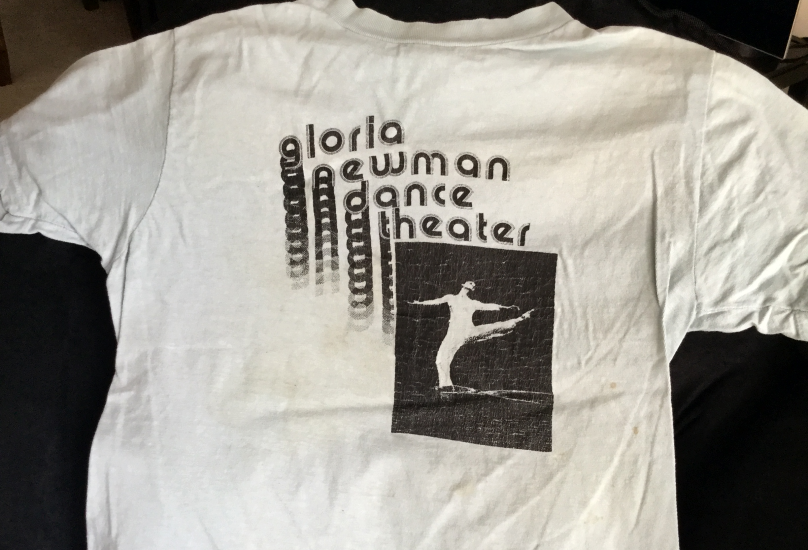 gloria
newman
dance
theater